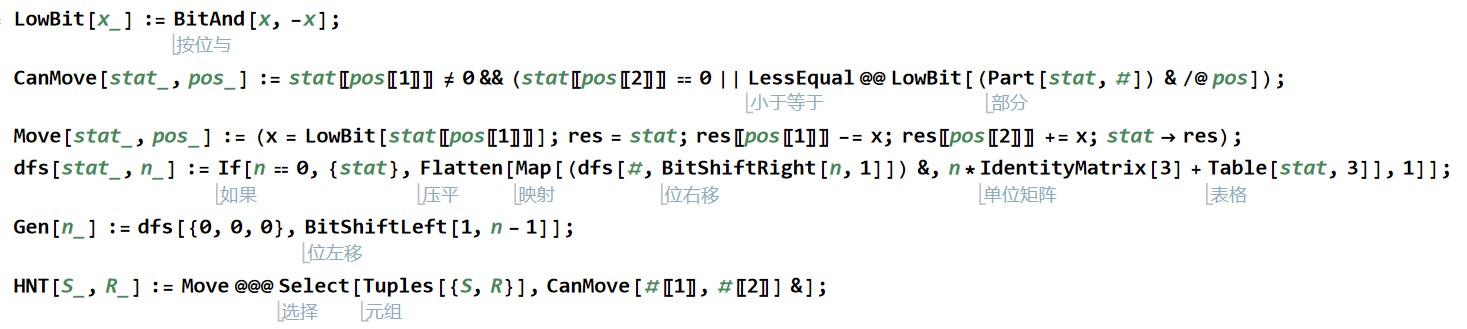 LowBit[x_] := BitAnd[x, -x];
按位与
CanMove[stat_, pos_] := stat〚pos〚1〛〛 ≠ 0 && (stat〚pos〚2〛〛 == 0 || LessEqual @@ LowBit[(Part[stat, #]) & /@ pos]);
小于等于 部分
Move[stat_, pos_] := (x = LowBit[stat〚pos〚1〛〛]; res = stat; res〚pos〚1〛〛 -= x; res〚pos〚2〛〛 += x; stat → res);
dfs[stat_, n_] := If[n == 0, {stat}, Flatten[Map[(dfs[#, BitShiftRight[n, 1]]) &, n * IdentityMatrix[3] + Table[stat, 3]], 1]];
如果 压平 映射 位右移 单位矩阵 表格
Gen[n_] := dfs[{0, 0, 0}, BitShiftLeft[1, n - 1]];
位左移
HNT[S_, R_] := Move @@@ Select[Tuples[{S, R}], CanMove[#〚1〛, #〚2〛] &];
选择 元组